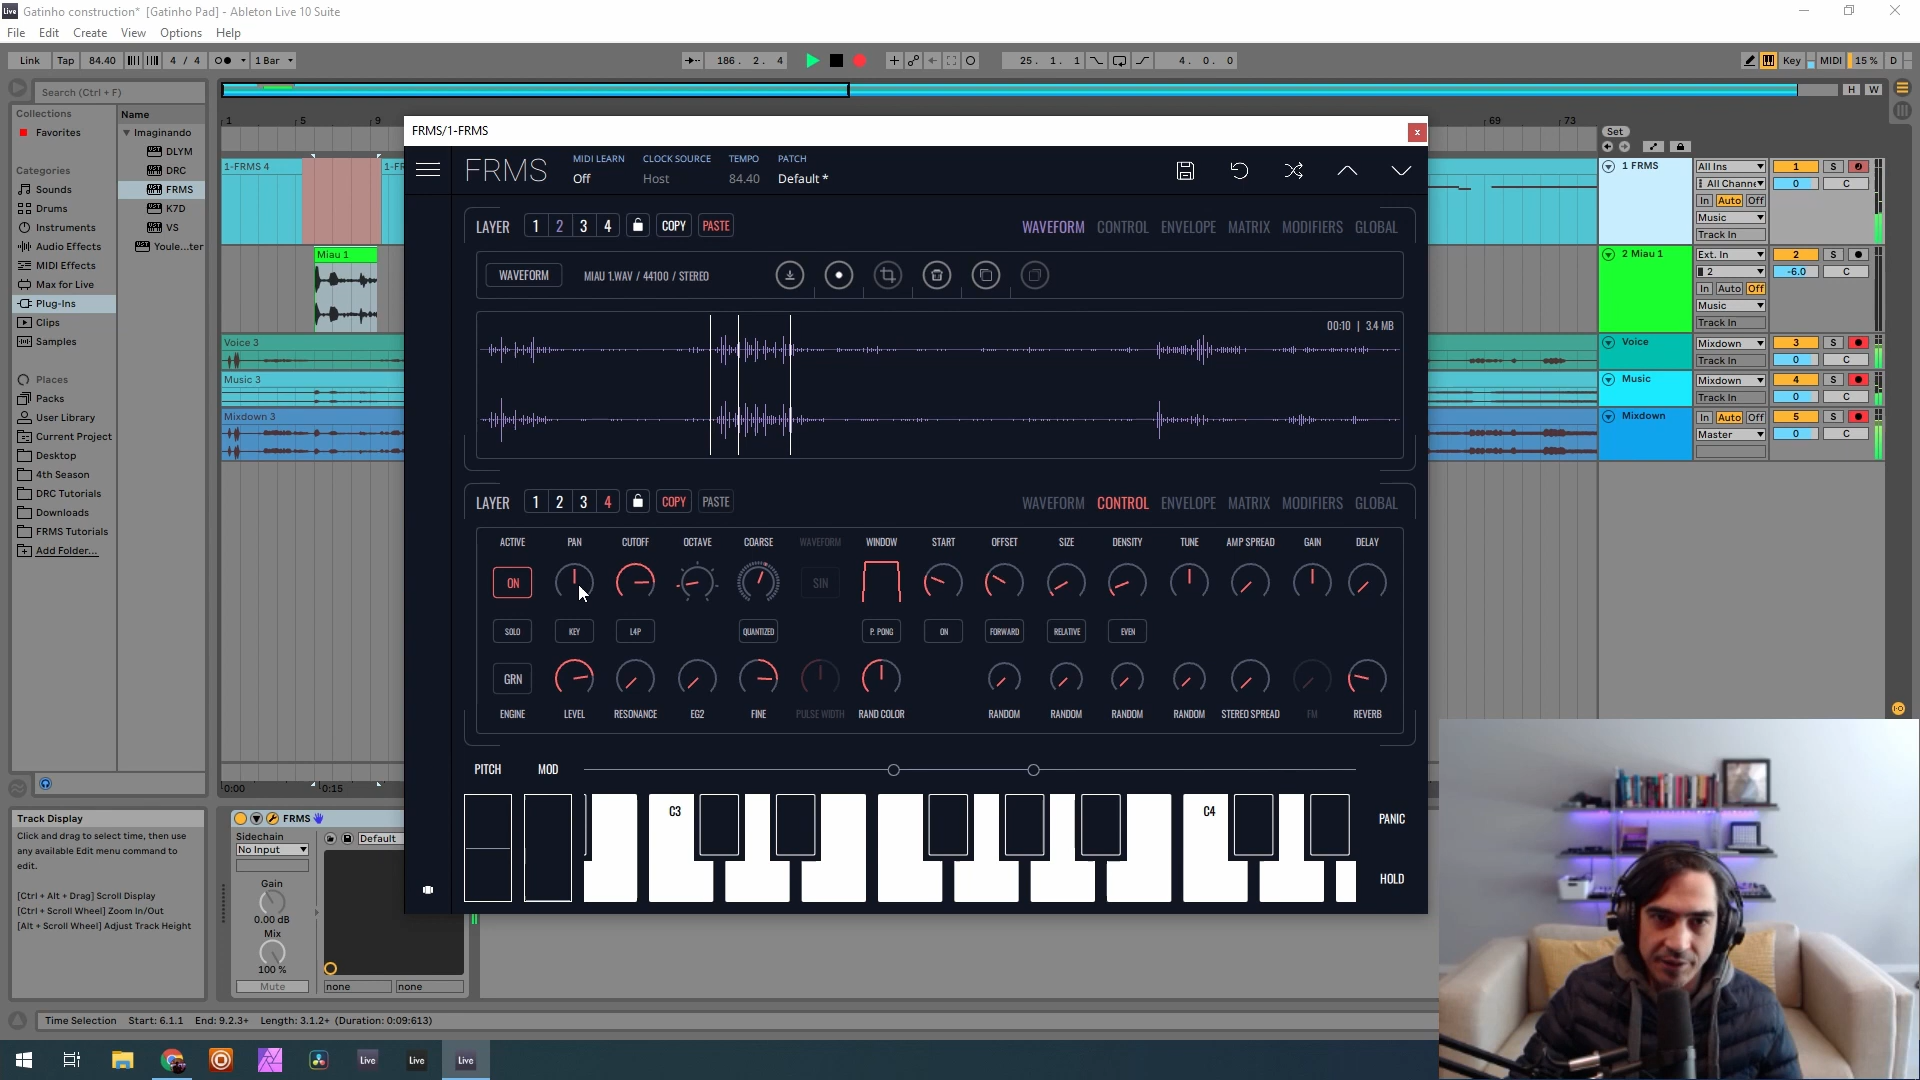 Gatinho construction* [Gatinho Pad] - Ableton Live 10 Suite
File Edit Create View Options Help
Link Tap 84.40 4 / 4 1 Bar 186 . 2 . 4 25 . 1 . 1 4 . 0 . 0 Key MIDI 15 % D
Search (Ctrl + F)
H W
Collections
Favorites
Categories
Sounds
Drums
Instruments
Audio Effects
MIDI Effects
Max for Live
Plug-Ins
Clips
Samples
Places
Packs
User Library
Current Project
Desktop
4th Season
DRC Tutorials
Downloads
FRMS Tutorials
Add Folder...
Name
Imaginando
DLYM
DRC
FRMS
K7D
VS
Youle...ter
1 5 9 69 73
1-FRMS 4
1-FR
Miau 1
Voice 3
Music 3
Mixdown 3
0:00 0:15
FRMS/1-FRMS
FRMS
MIDI LEARN CLOCK SOURCE TEMPO PATCH
Off Host 84.40 Default *
LAYER 1 2 3 4 COPY PASTE WAVEFORM CONTROL ENVELOPE MATRIX MODIFIERS GLOBAL
WAVEFORM MIAU 1.WAV / 44100 / STEREO
00:10 | 3.4 MB
LAYER 1 2 3 4 COPY PASTE WAVEFORM CONTROL ENVELOPE MATRIX MODIFIERS GLOBAL
ACTIVE PAN CUTOFF OCTAVE COARSE WAVEFORM WINDOW START OFFSET SIZE DENSITY TUNE AMP SPREAD GAIN DELAY
ON SIN
SOLO KEY L4P QUANTIZED P. PONG ON FORWARD RELATIVE EVEN
GRN
ENGINE LEVEL RESONANCE EG2 FINE PULSE WIDTH RAND COLOR RANDOM RANDOM RANDOM RANDOM STEREO SPREAD FM REVERB
PITCH MOD
C3 C4
PANIC
HOLD
Set
1 FRMS All Ins 1 S
All Channe 0 C
In Auto Off
Music
Track In
2 Miau 1 Ext. In 2 S
2 -6.0 C
In Auto Off
Music
Track In
Voice Mixdown 3 S
Track In 0 C
Music Mixdown 4 S
Track In 0 C
Mixdown In Auto Off 5 S
Master 0 C
Track Display
Click and drag to select time, then use
any available Edit menu command to
edit.
[Ctrl + Alt + Drag] Scroll Display
[Ctrl + Scroll Wheel] Zoom In/Out
[Alt + Scroll Wheel] Adjust Track Height
FRMS
Sidechain
No Input
Default
Gain
0.00 dB
Mix
100 %
Mute none none
Time Selection Start: 6.1.1 End: 9.2.3+ Length: 3.1.2+ (Duration: 0:09:613)
Live Live Live